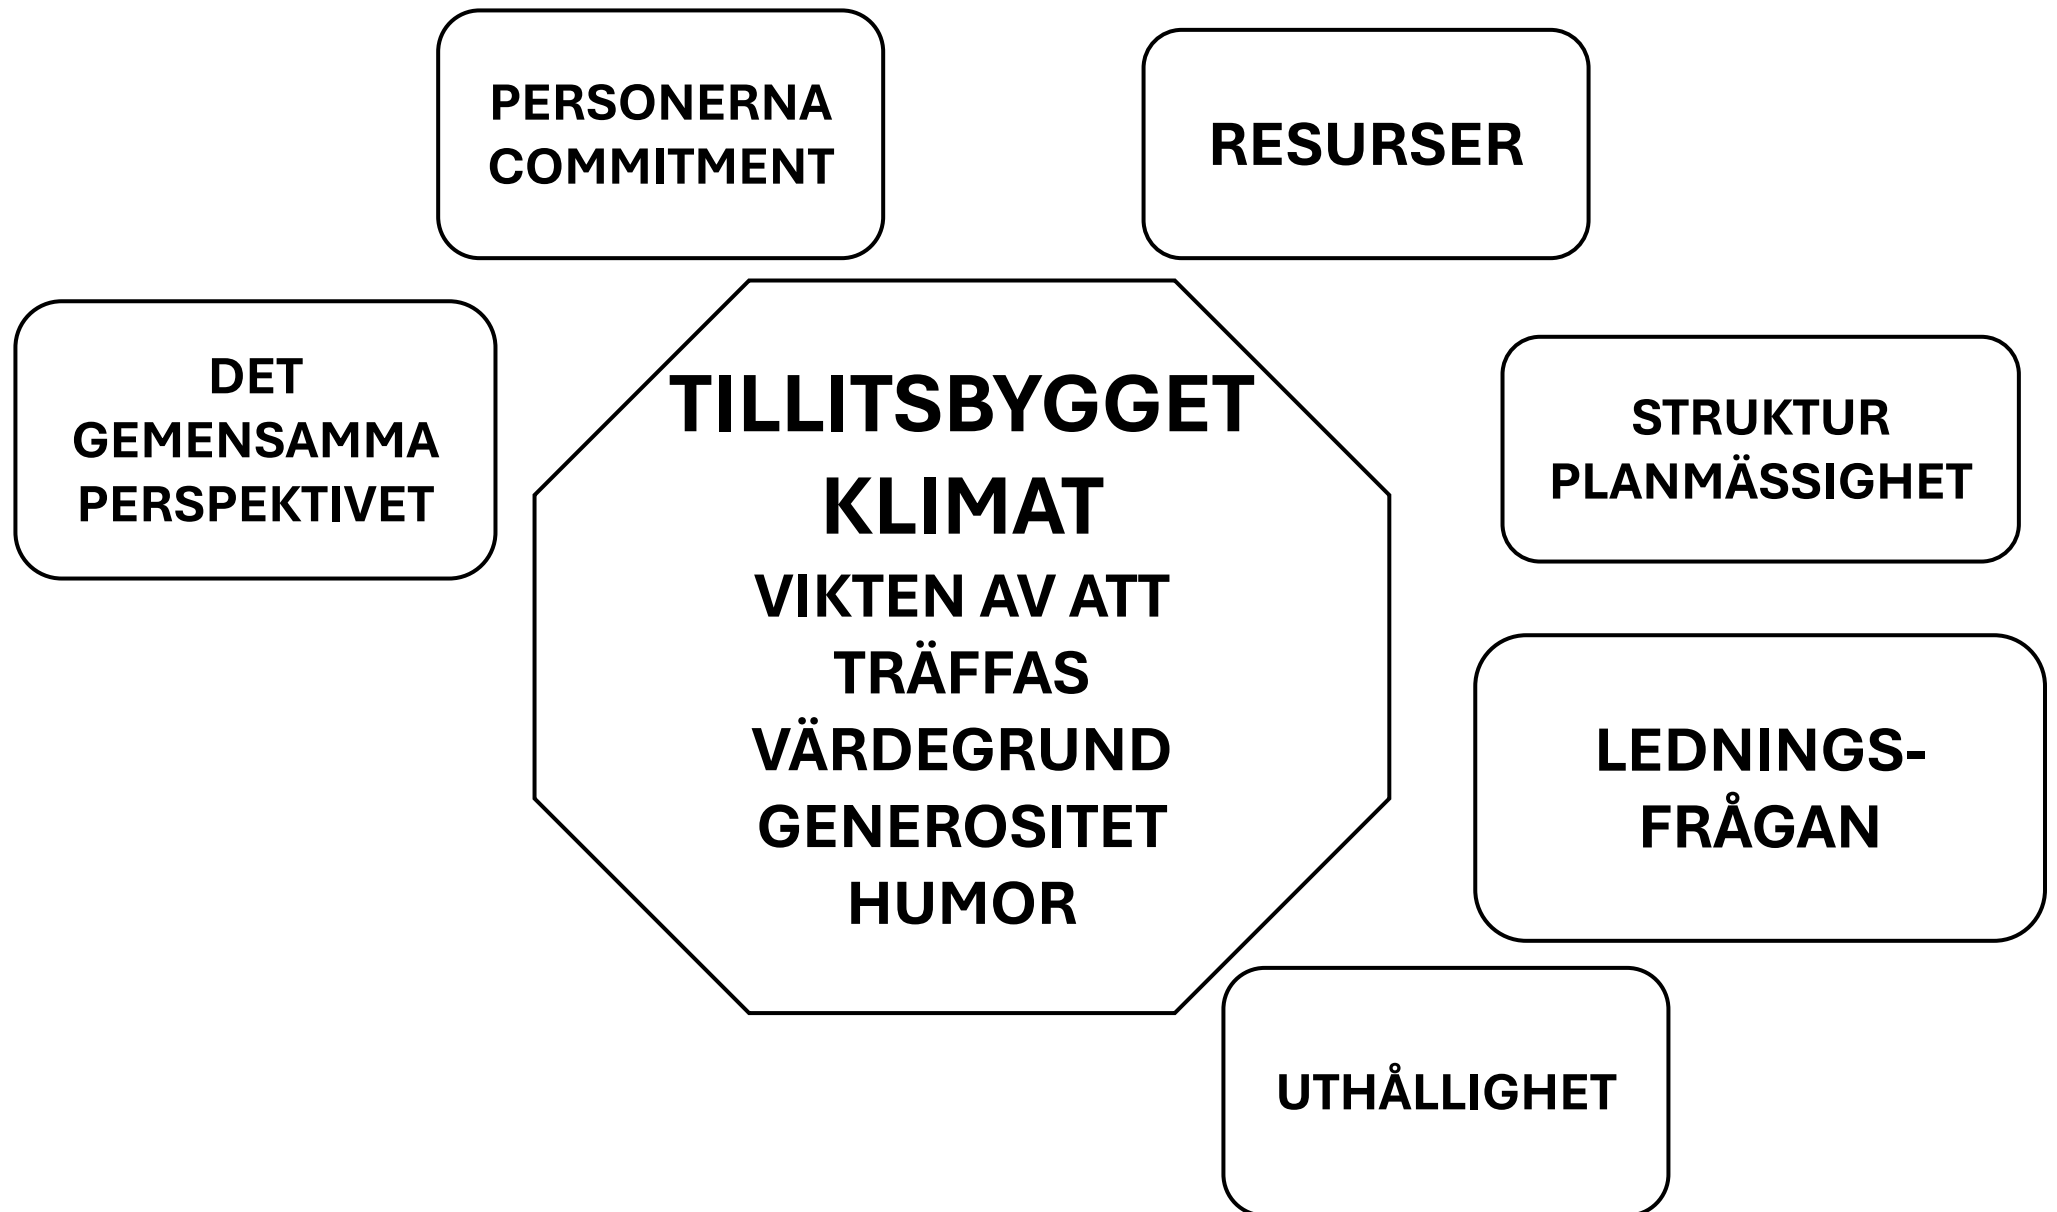 PERSONERNA
COMMITMENT
RESURSER
DET
GEMENSAMMA
PERSPEKTIVET
TILLITSBYGGET
KLIMAT
VIKTEN AV ATT
TRÄFFAS
VÄRDEGRUND
GENEROSITET
HUMOR
STRUKTUR
PLANMÄSSIGHET
LEDNINGS-
FRÅGAN
UTHÅLLIGHET